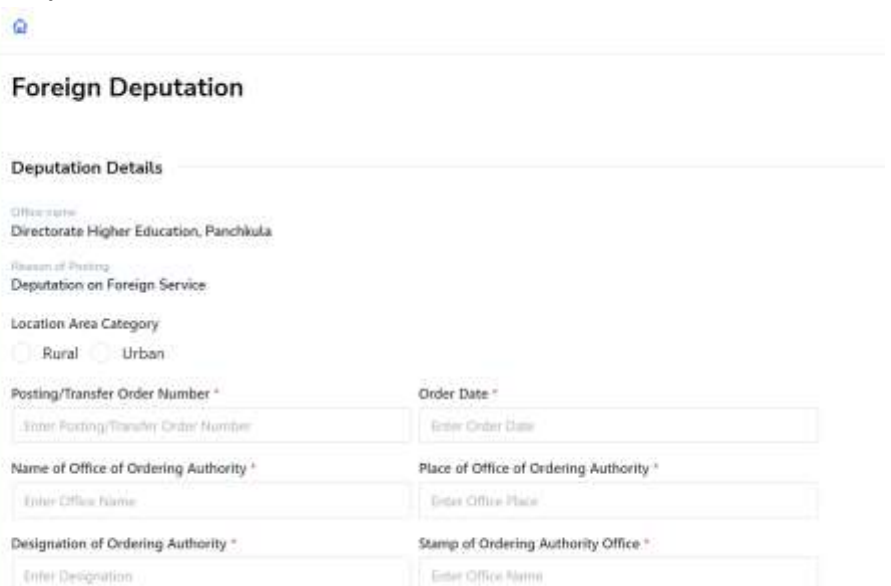 Foreign Deputation
Deputation Details
Office name
Directorate Higher Education, Panchkula
Reason of Posting
Deputation on Foreign Service
Location Area Category
Rural Urban
Posting/Transfer Order Number * Order Date *
Enter Posting/Transfer Order Number Enter Order Date
Name of Office of Ordering Authority * Place of Office of Ordering Authority *
Enter Office Name Enter Office Place
Designation of Ordering Authority * Stamp of Ordering Authority Office *
Enter Designation Enter Office Name